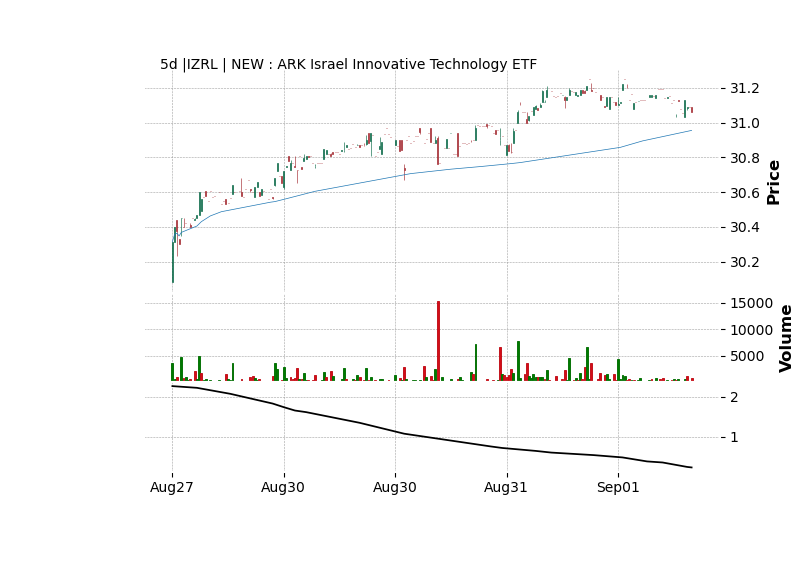 5d |IZRL | NEW : ARK Israel Innovative Technology ETF
31.2
31.0
30.8
30.6
30.4
30.2
Price
15000
10000
5000
Volume
2
1
Aug27 Aug30 Aug30 Aug31 Sep01